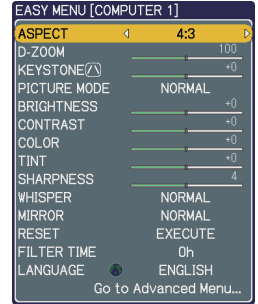 EASY MENU [COMPUTER 1]
ASPECT 4:3
D-ZOOM 100
KEYSTONE +0
PICTURE MODE NORMAL
BRIGHTNESS +0
CONTRAST +0
COLOR +0
TINT +0
SHARPNESS 4
WHISPER NORMAL
MIRROR NORMAL
RESET EXECUTE
FILTER TIME 0h
LANGUAGE ENGLISH
Go to Advanced Menu...